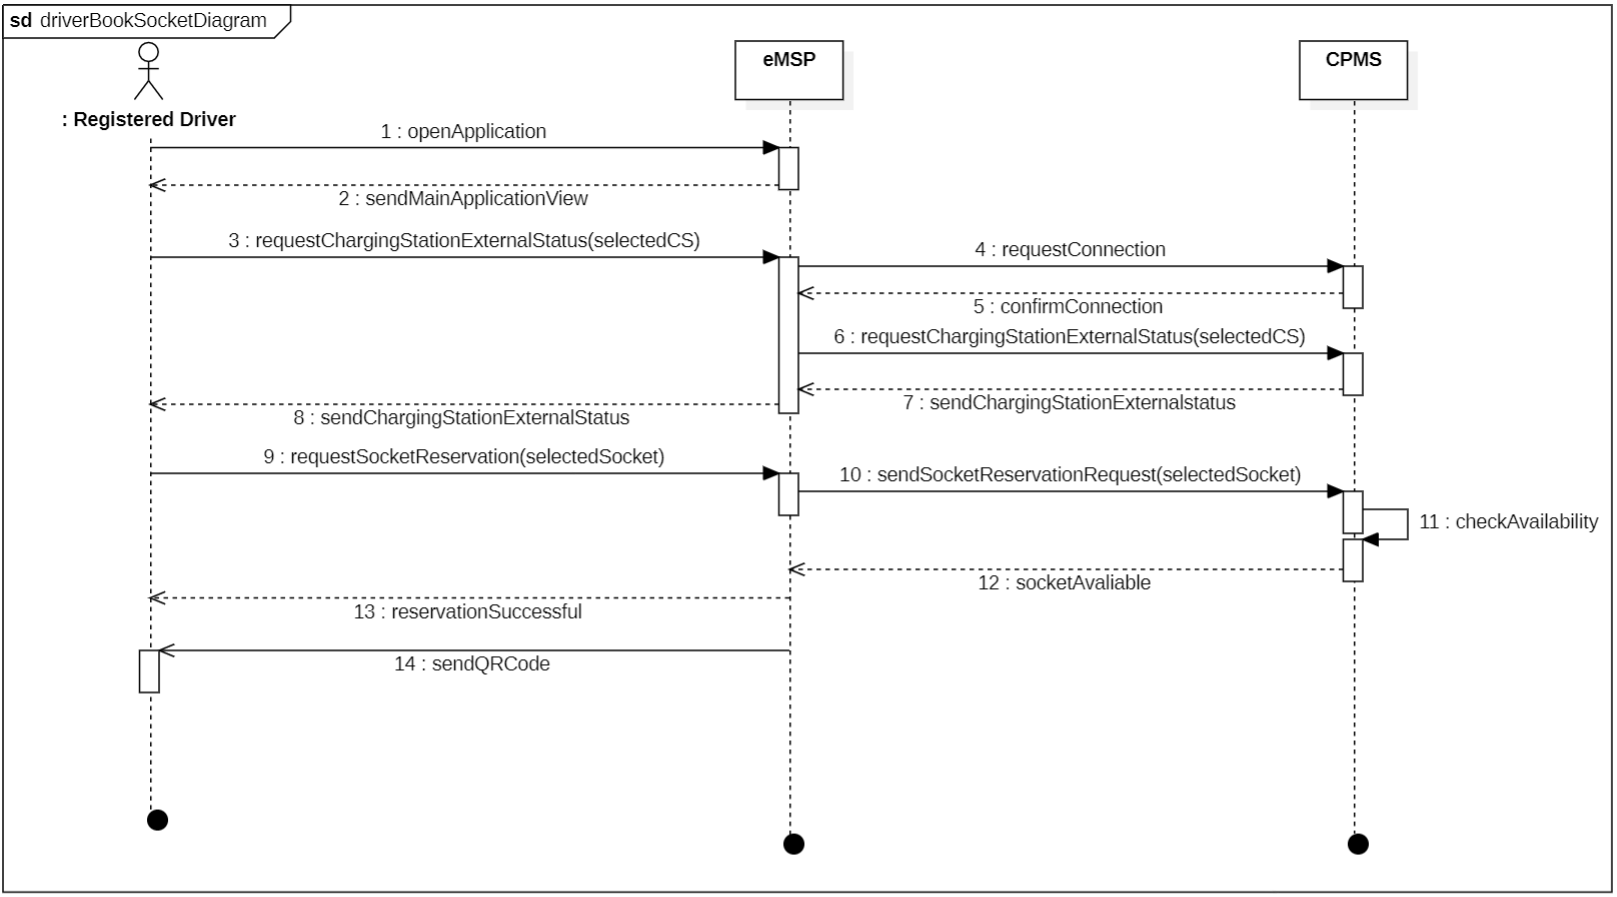 sd driverBookSocketDiagram
: Registered Driver
eMSP
CPMS
1 : openApplication
2 : sendMainApplicationView
3 : requestChargingStationExternalStatus(selectedCS)
4 : requestConnection
5 : confirmConnection
6 : requestChargingStationExternalStatus(selectedCS)
7 : sendChargingStationExternalstatus
8 : sendChargingStationExternalStatus
9 : requestSocketReservation(selectedSocket)
10 : sendSocketReservationRequest(selectedSocket)
11 : checkAvailability
12 : socketAvaliable
13 : reservationSuccessful
14 : sendQRCode